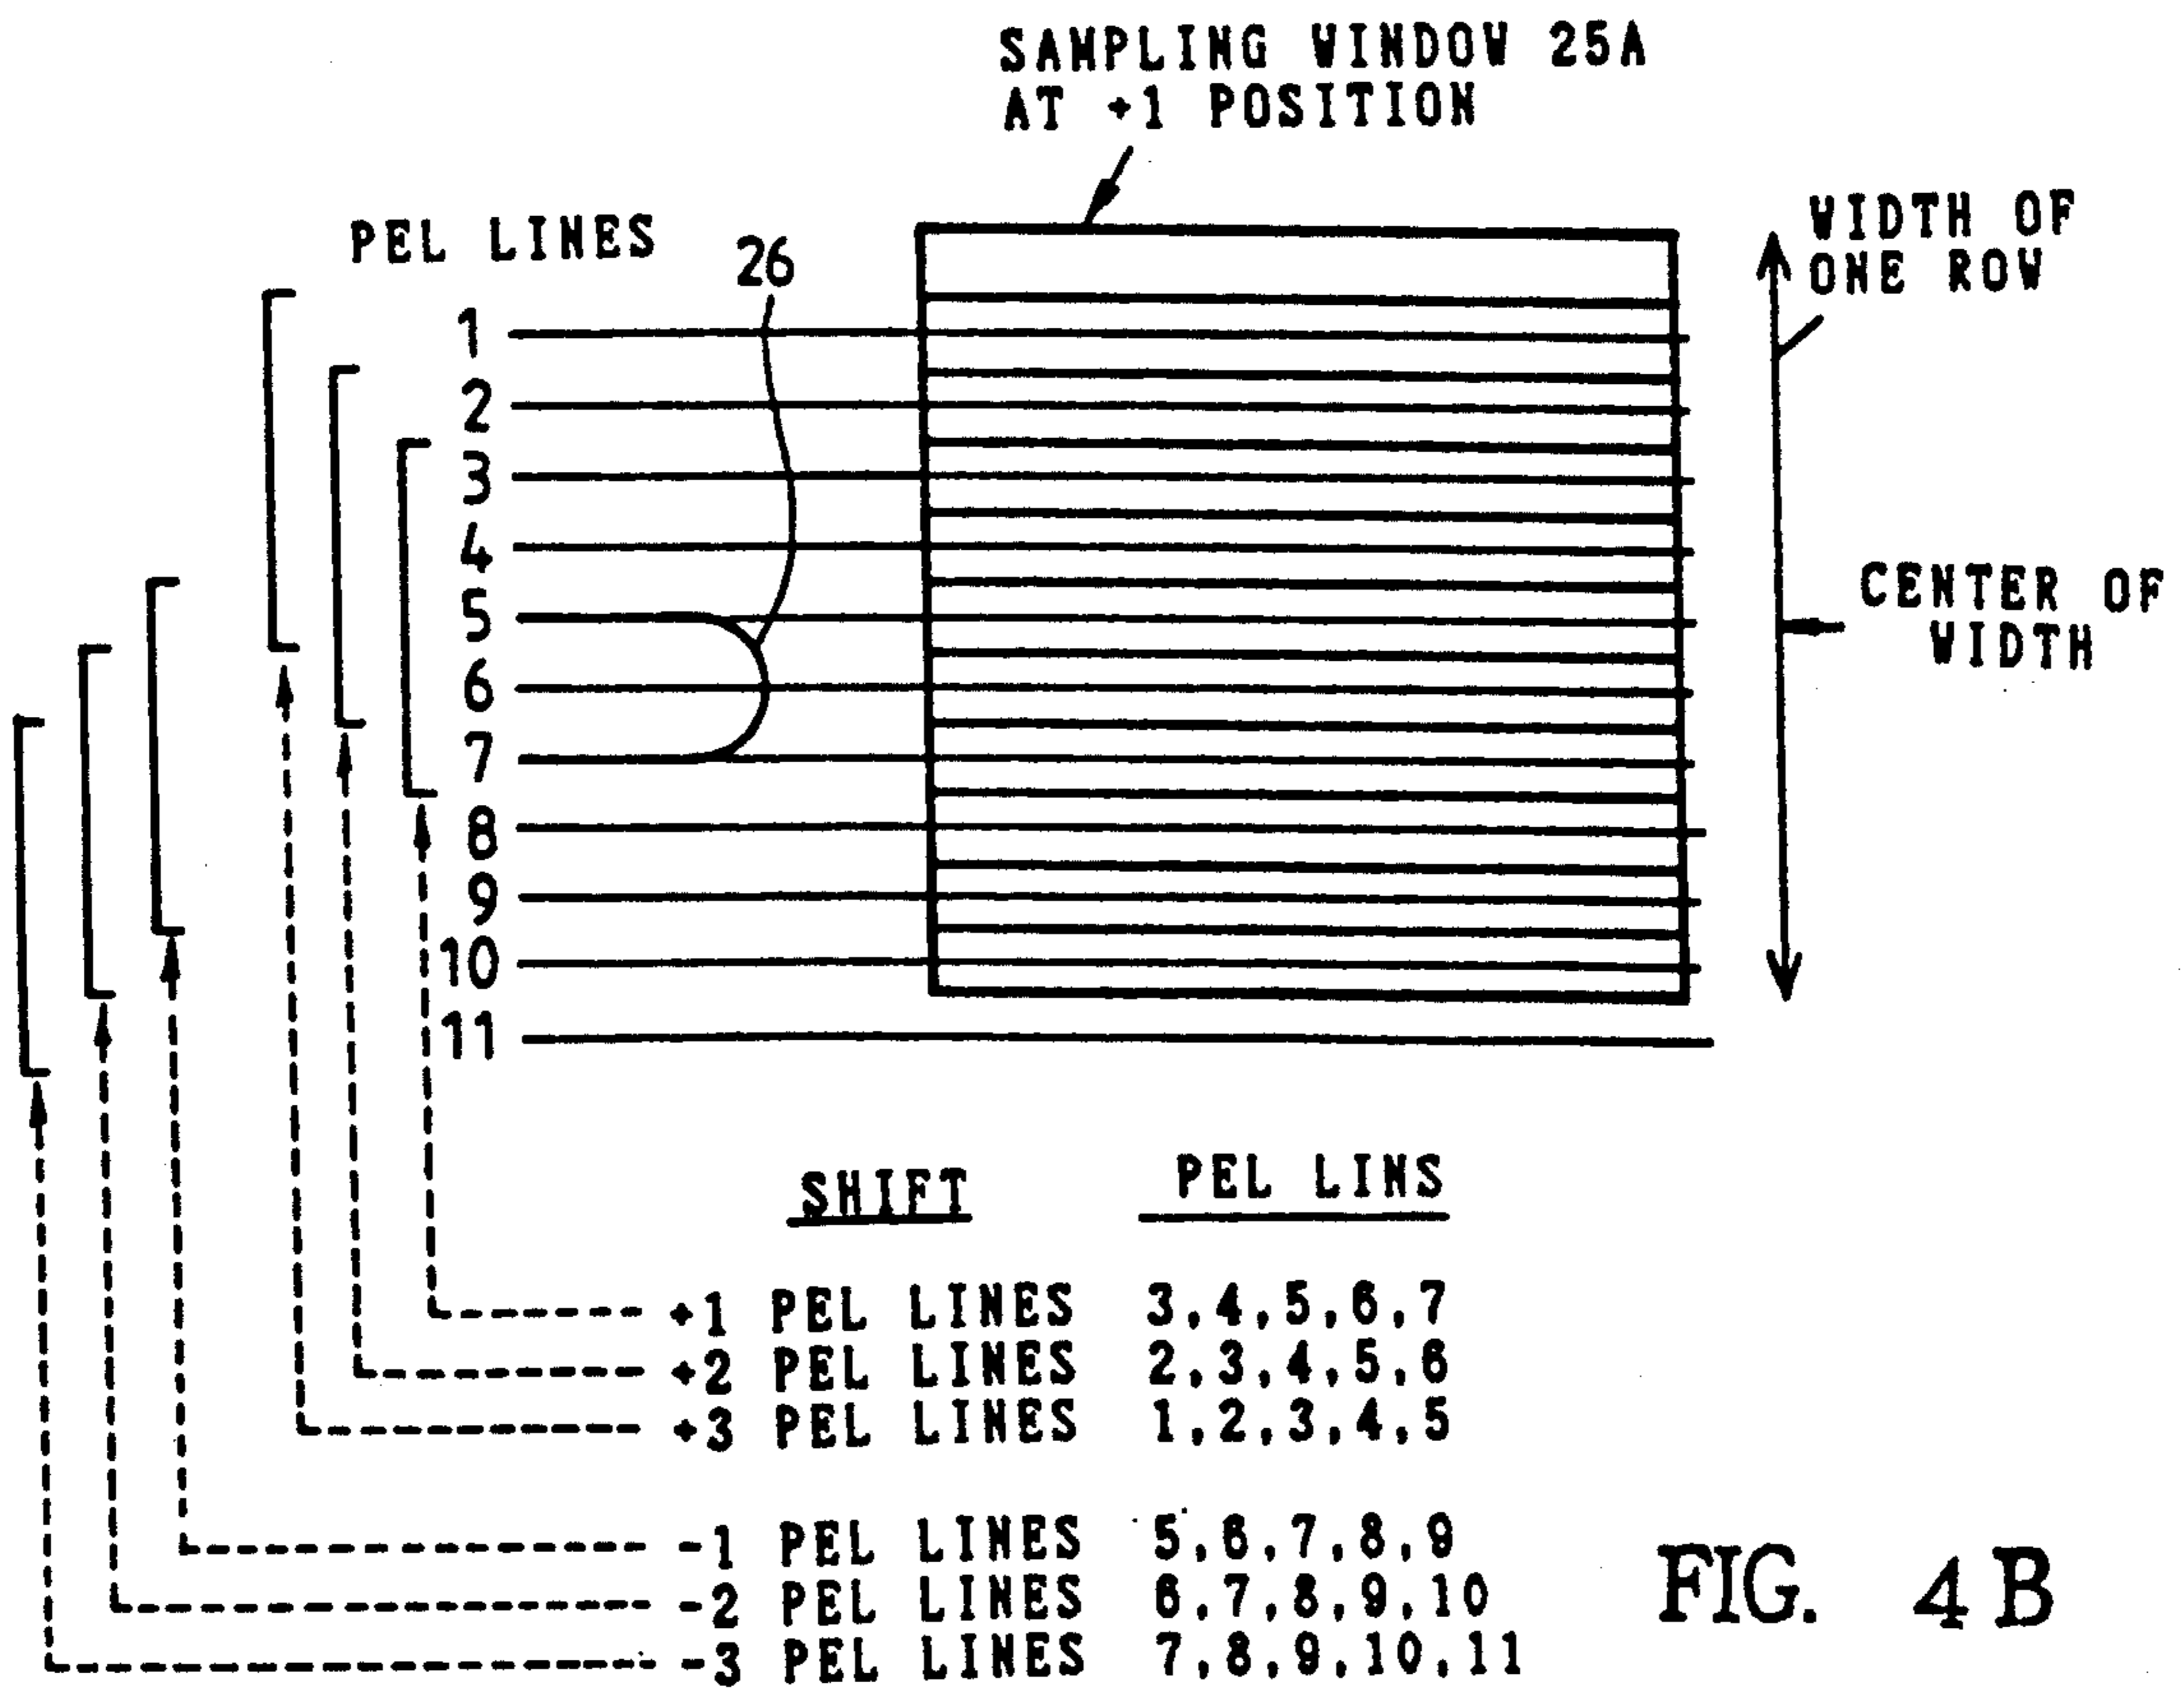 SAMPLING WINDOW 25A
AT +1 POSITION
WIDTH OF
ONE ROW
PEL LINES
26
1
2
3
4
5
6
7
8
9
10
11
CENTER OF
WIDTH
SHIFT PEL LINS
+1 PEL LINES 3,4,5,6,7
+2 PEL LINES 2,3,4,5,6
+3 PEL LINES 1,2,3,4,5
-1 PEL LINES 5,6,7,8,9
-2 PEL LINES 6,7,8,9,10
-3 PEL LINES 7,8,9,10,11
FIG. 4B